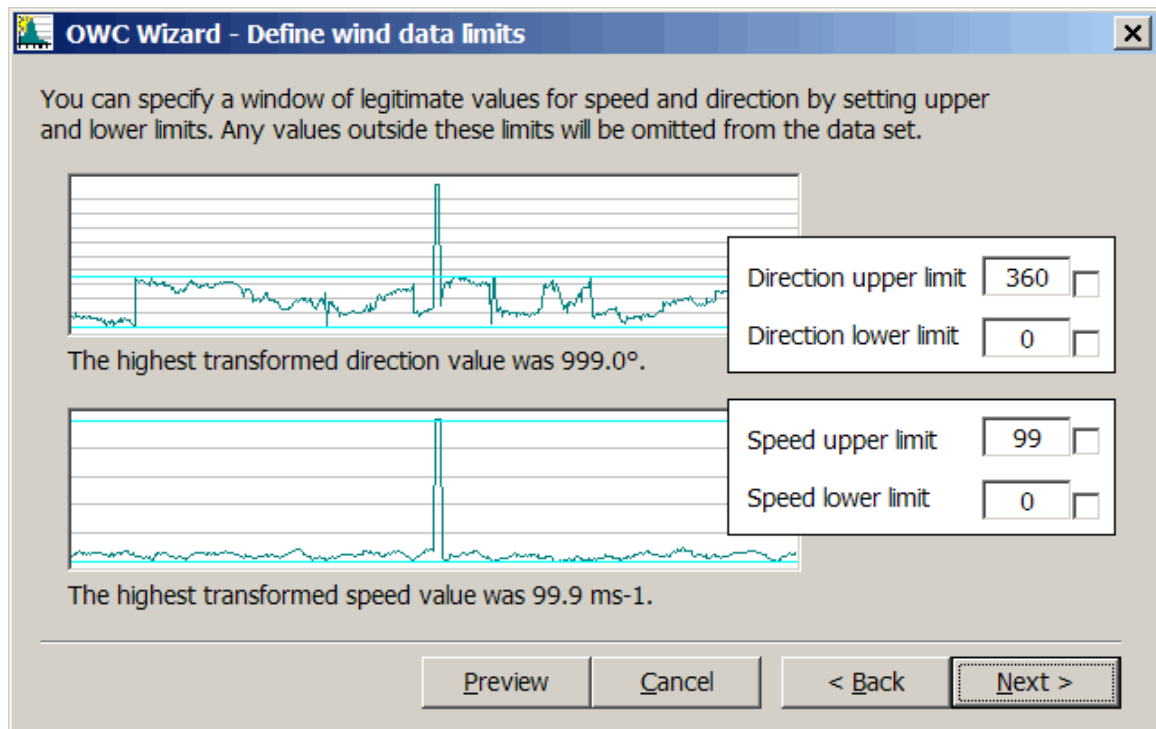 OWC Wizard - Define wind data limits
You can specify a window of legitimate values for speed and direction by setting upper
and lower limits. Any values outside these limits will be omitted from the data set.
Direction upper limit 360
Direction lower limit 0
The highest transformed direction value was 999.0°.
Speed upper limit 99
Speed lower limit 0
The highest transformed speed value was 99.9 ms-1.
Preview Cancel < Back Next >